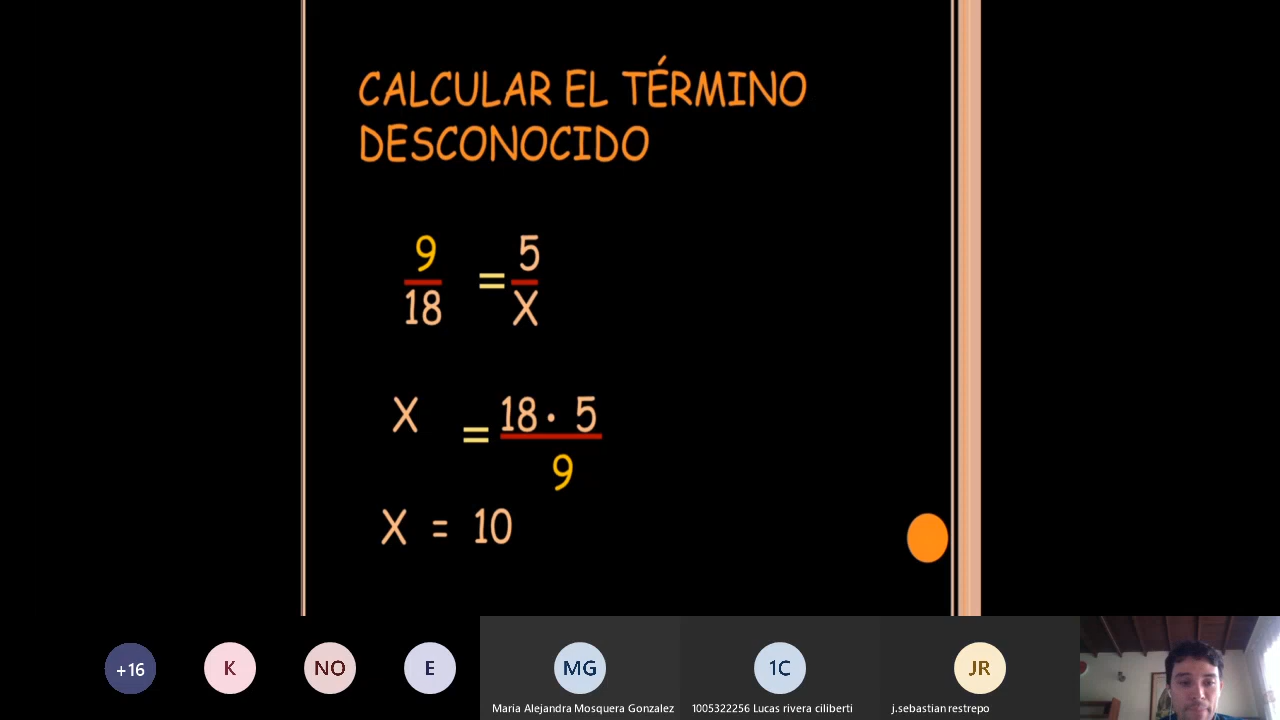 CALCULAR EL TÉRMINO
DESCONOCIDO
9
18
=
5
X
X
=
18 · 5
9
X = 10
+16
K
NO
E
MG
1C
JR
Maria Alejandra Mosquera Gonzalez
1005322256 Lucas rivera ciliberti
j.sebastian restrepo